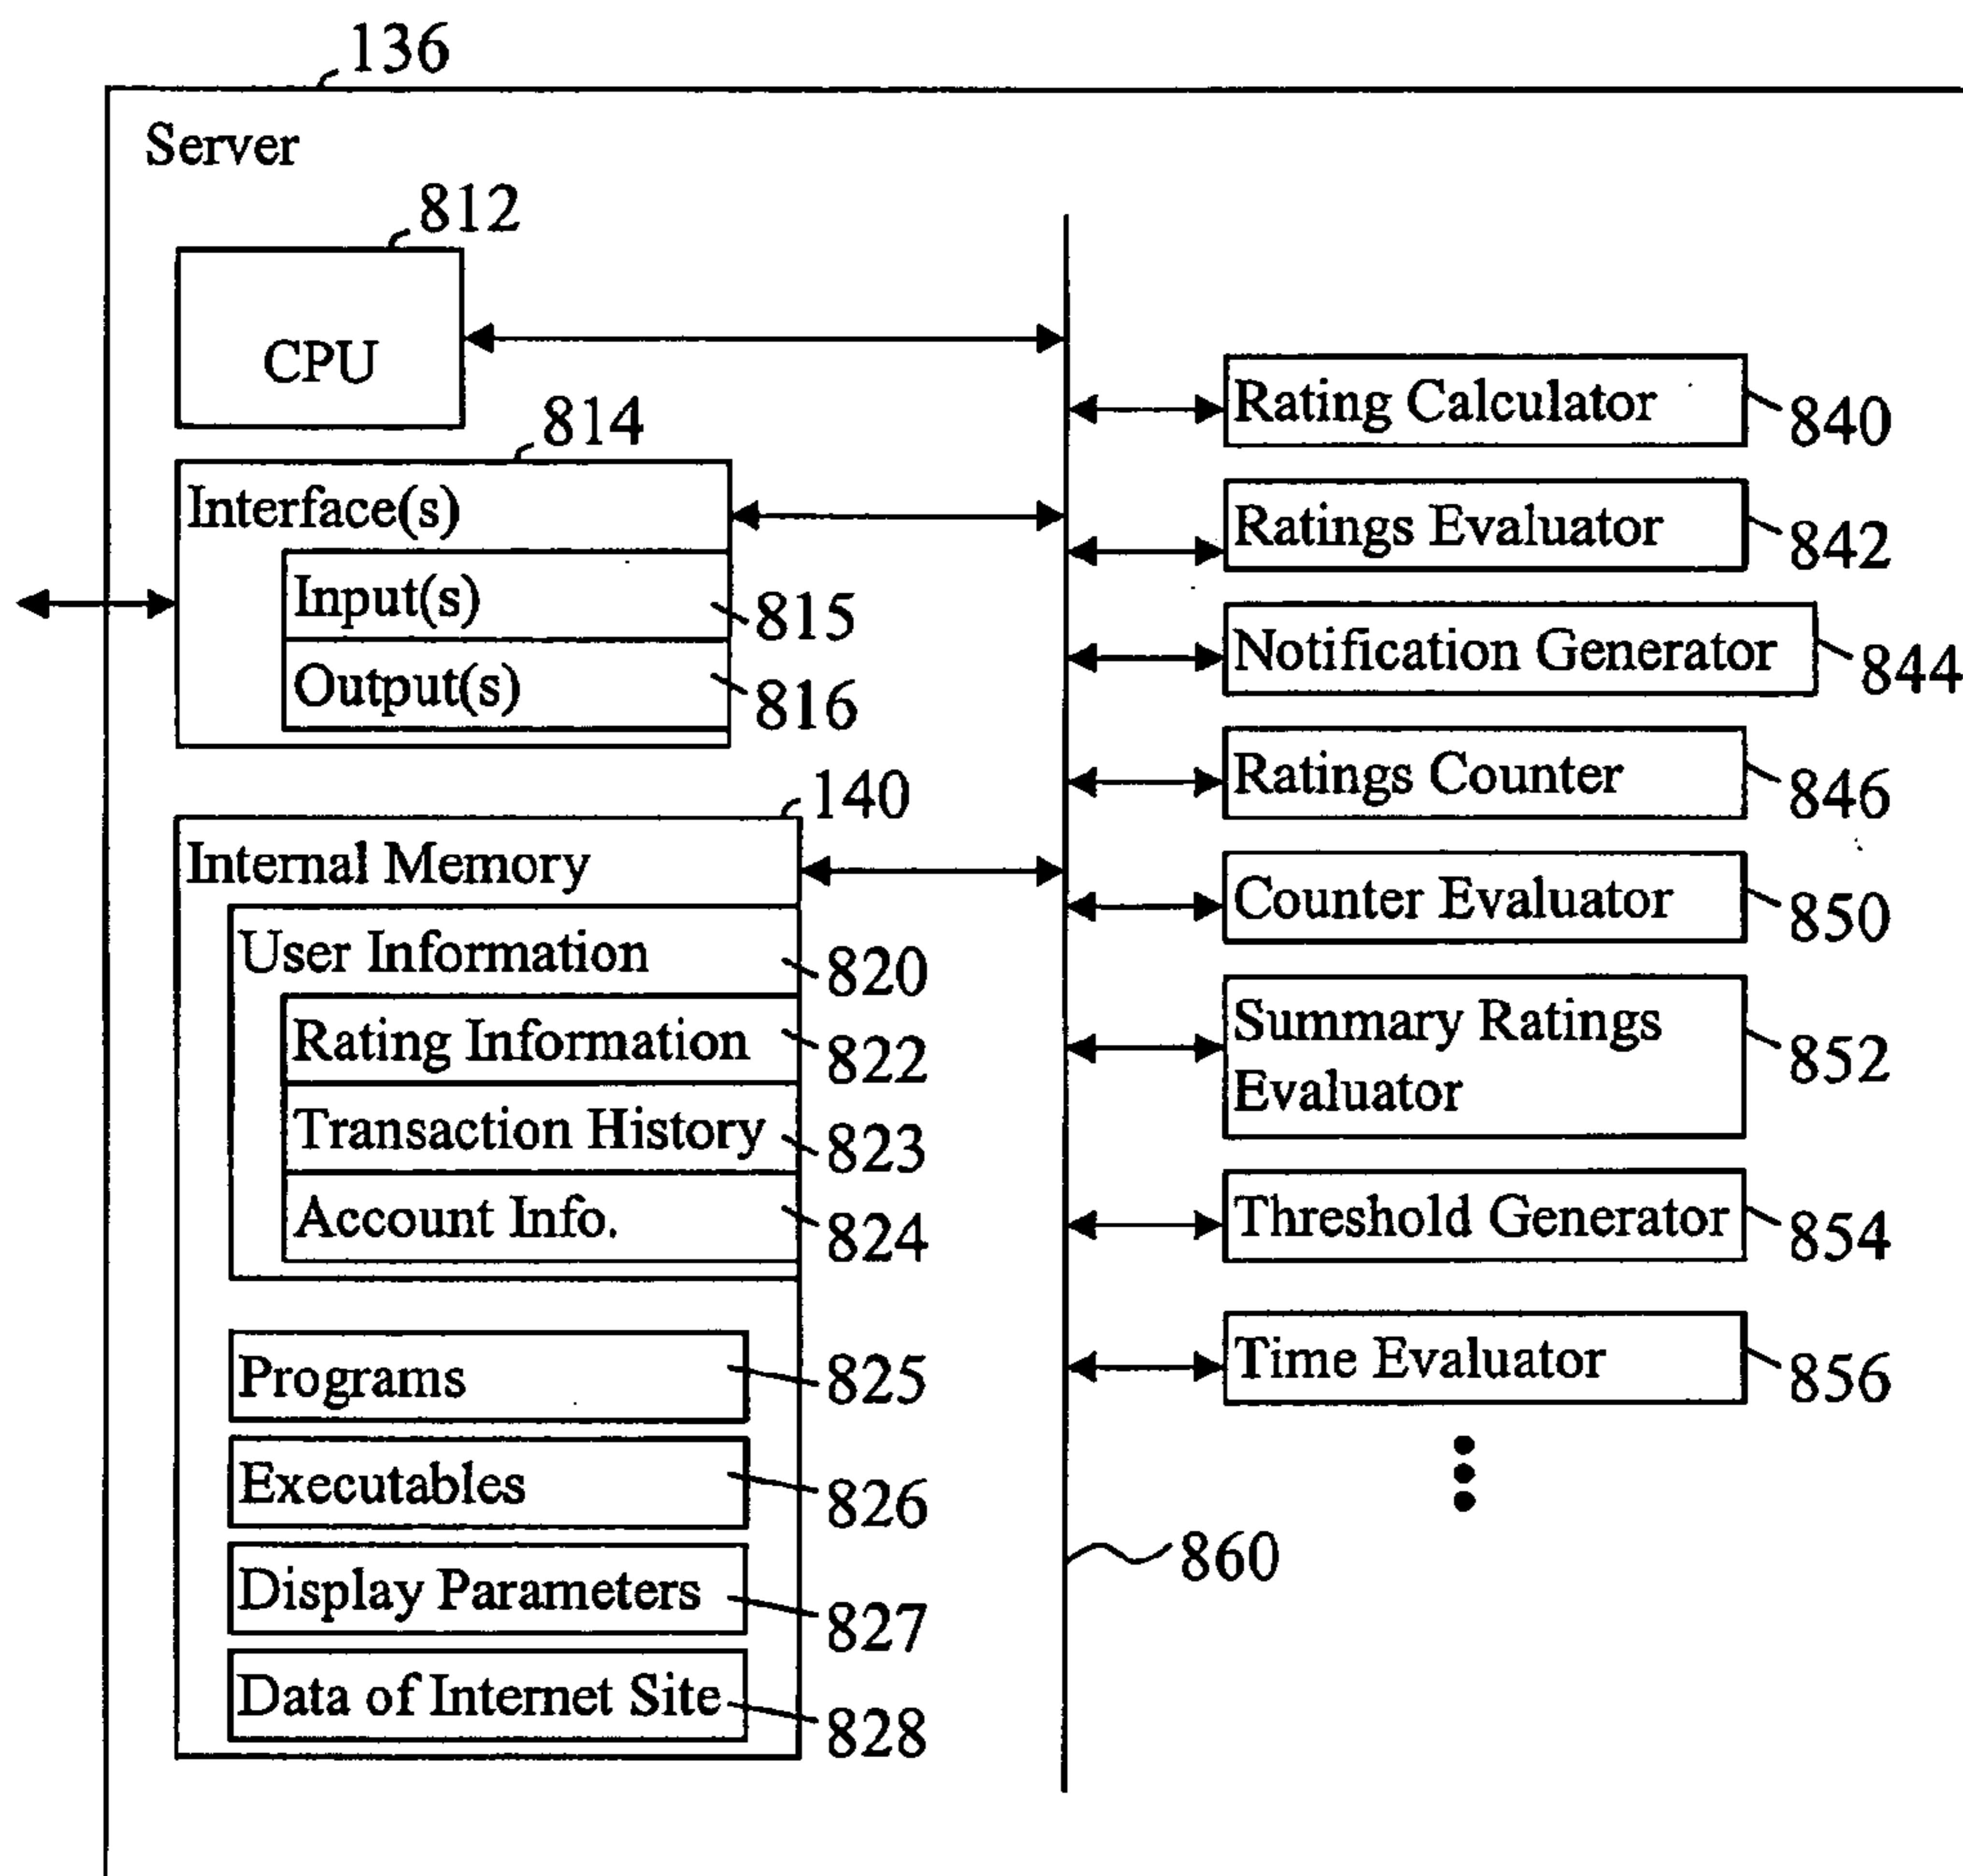 136
Server
812
CPU
814
Interface(s)
Input(s)
815
Output(s)
816
140
Internal Memory
User Information
820
Rating Information
822
Transaction History
823
Account Info.
824
Programs
825
Executables
826
Display Parameters
827
Data of Internet Site
828
Rating Calculator
840
Ratings Evaluator
842
Notification Generator
844
Ratings Counter
846
Counter Evaluator
850
Summary Ratings
Evaluator
852
Threshold Generator
854
Time Evaluator
856
860